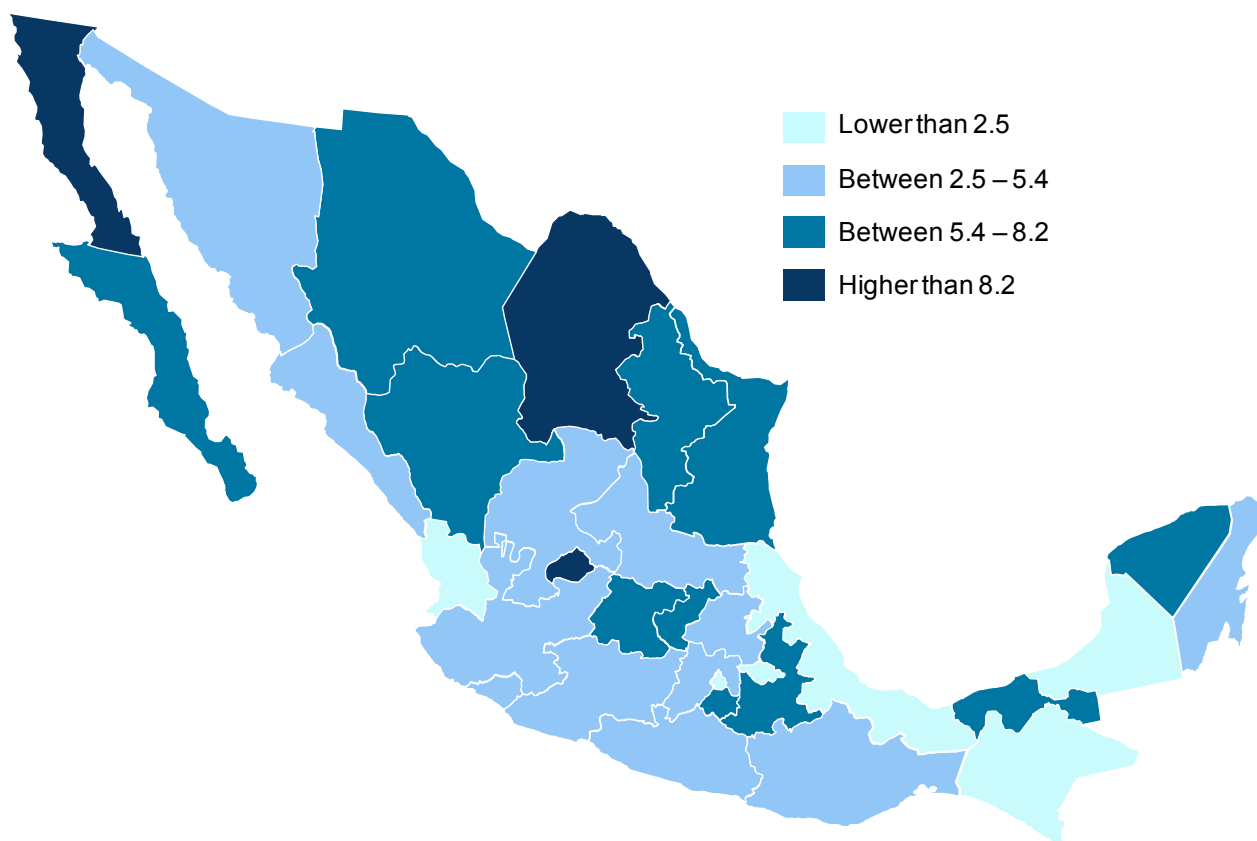 Lower than 2.5
Between 2.5 – 5.4
Between 5.4 – 8.2
Higher than 8.2